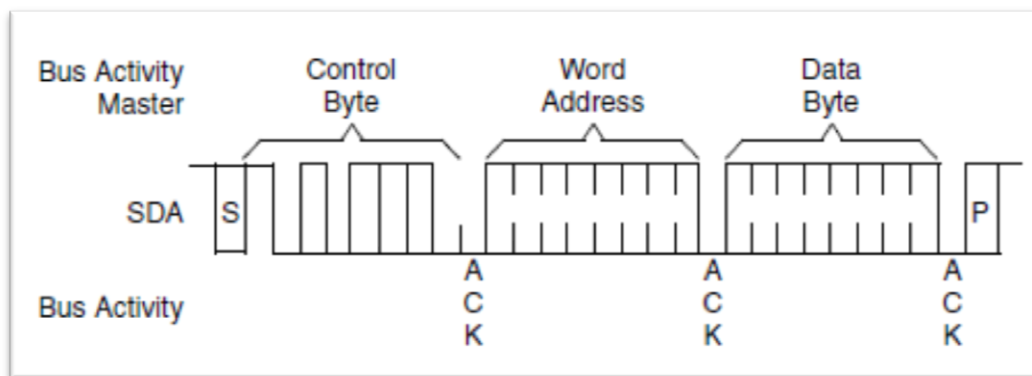 Bus Activity
Master
Control
Byte
Word
Address
Data
Byte
SDA
S
P
Bus Activity
A
C
K
A
C
K
A
C
K